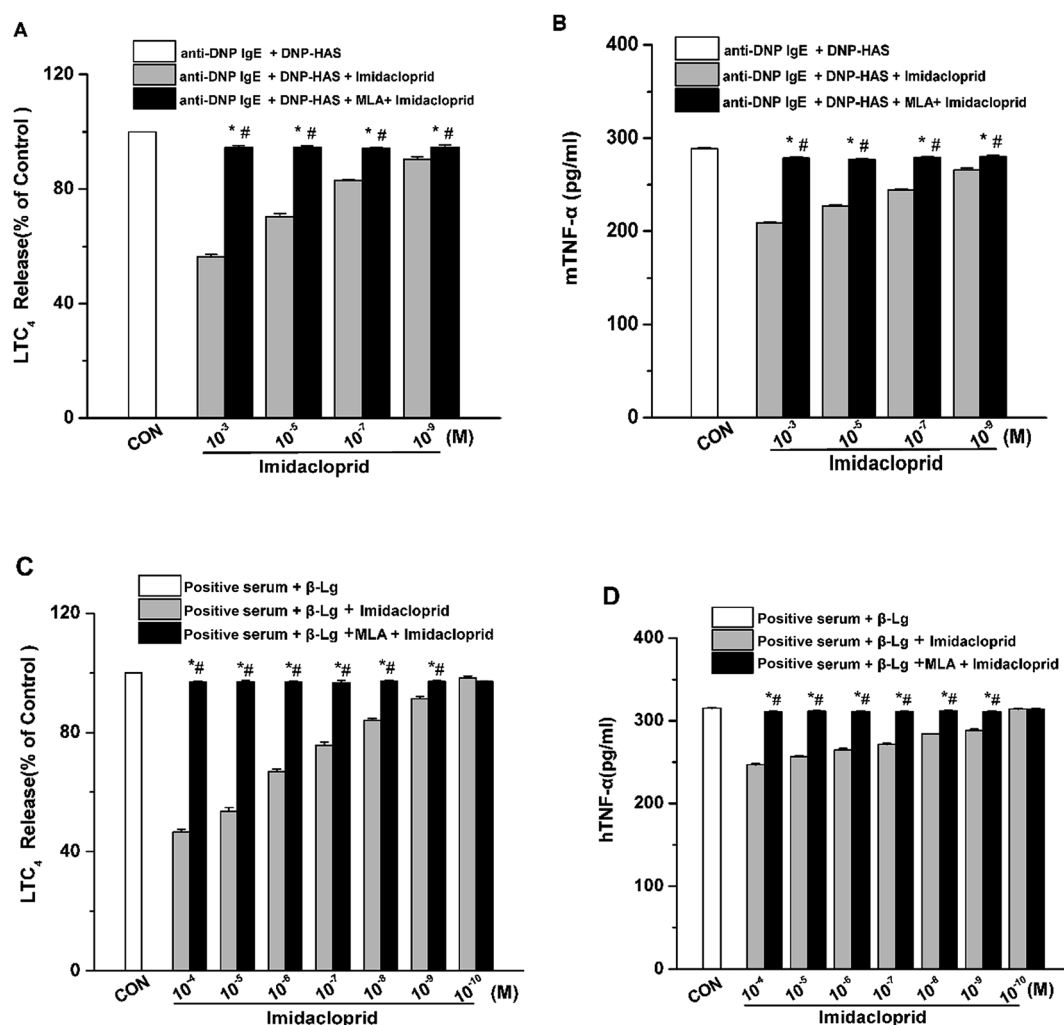 A
anti-DNP IgE + DNP-HAS
anti-DNP IgE + DNP-HAS + Imidacloprid
anti-DNP IgE + DNP-HAS + MLA+ Imidacloprid
LTC4 Release(% of Control)
120
80
40
0
* # * # * # * #
CON 10-3 10-5 10-7 10-9 (M)
Imidacloprid
B
anti-DNP IgE + DNP-HAS
anti-DNP IgE + DNP-HAS + Imidacloprid
anti-DNP IgE + DNP-HAS + MLA+ Imidacloprid
mTNF-α (pg/ml)
400
300
200
100
0
* # * # * # * #
CON 10-3 10-5 10-7 10-9 (M)
Imidacloprid
C
Positive serum + β-Lg
Positive serum + β-Lg + Imidacloprid
Positive serum + β-Lg +MLA + Imidacloprid
LTC4 Release(% of Control)
120
80
40
0
*# *# *# *# *# *#
CON 10-4 10-5 10-6 10-7 10-8 10-9 10-10 (M)
Imidacloprid
D
Positive serum + β-Lg
Positive serum + β-Lg + Imidacloprid
Positive serum + β-Lg +MLA + Imidacloprid
hTNF-α(pg/ml)
400
300
200
100
0
*# *# *# *# *# *#
CON 10-4 10-5 10-6 10-7 10-8 10-9 10-10 (M)
Imidacloprid